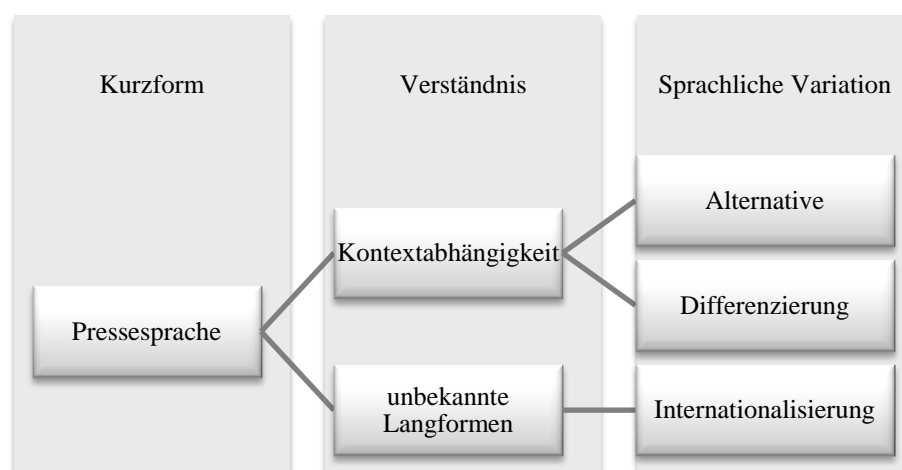 Kurzform
Verständnis
Sprachliche Variation
Pressesprache
Kontextabhängigkeit
unbekannte
Langformen
Alternative
Differenzierung
Internationalisierung